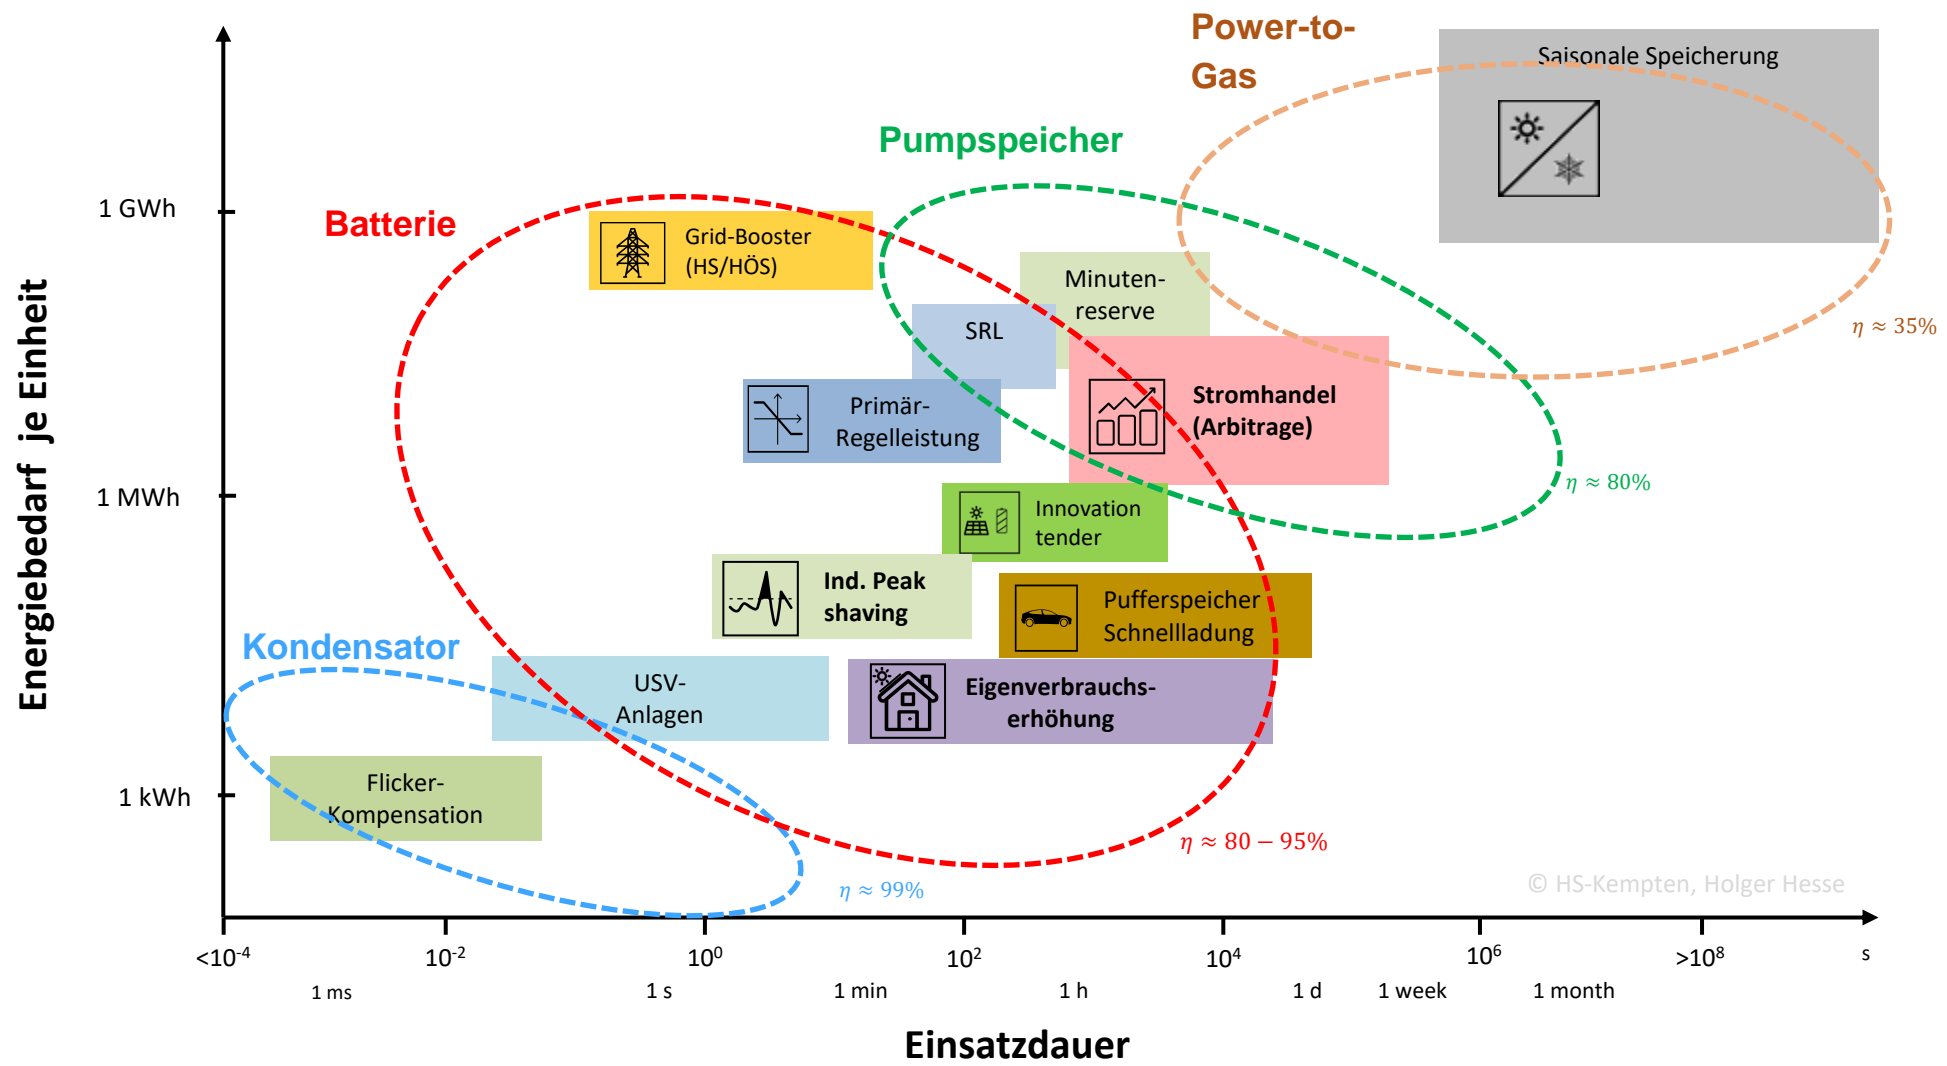 Power-to-
Gas
Saisonale Speicherung
Pumpspeicher
Batterie
1 GWh
Grid-Booster
(HS/HÖS)
Minuten-
reserve
SRL
η ≈ 35%
Stromhandel
(Arbitrage)
Primär-
Regelleistung
η ≈ 80%
1 MWh
Innovation
tender
Ind. Peak
shaving
Pufferspeicher
Schnellladung
Kondensator
USV-
Anlagen
Eigenverbrauchs-
erhöhung
Flicker-
Kompensation
1 kWh
η ≈ 80 – 95%
η ≈ 99%
© HS-Kempten, Holger Hesse
Energiebedarf je Einheit
<10⁻⁴ 10⁻² 10⁰ 10² 10⁴ 10⁶ >10⁸ s
1 ms 1 s 1 min 1 h 1 d 1 week 1 month
Einsatzdauer